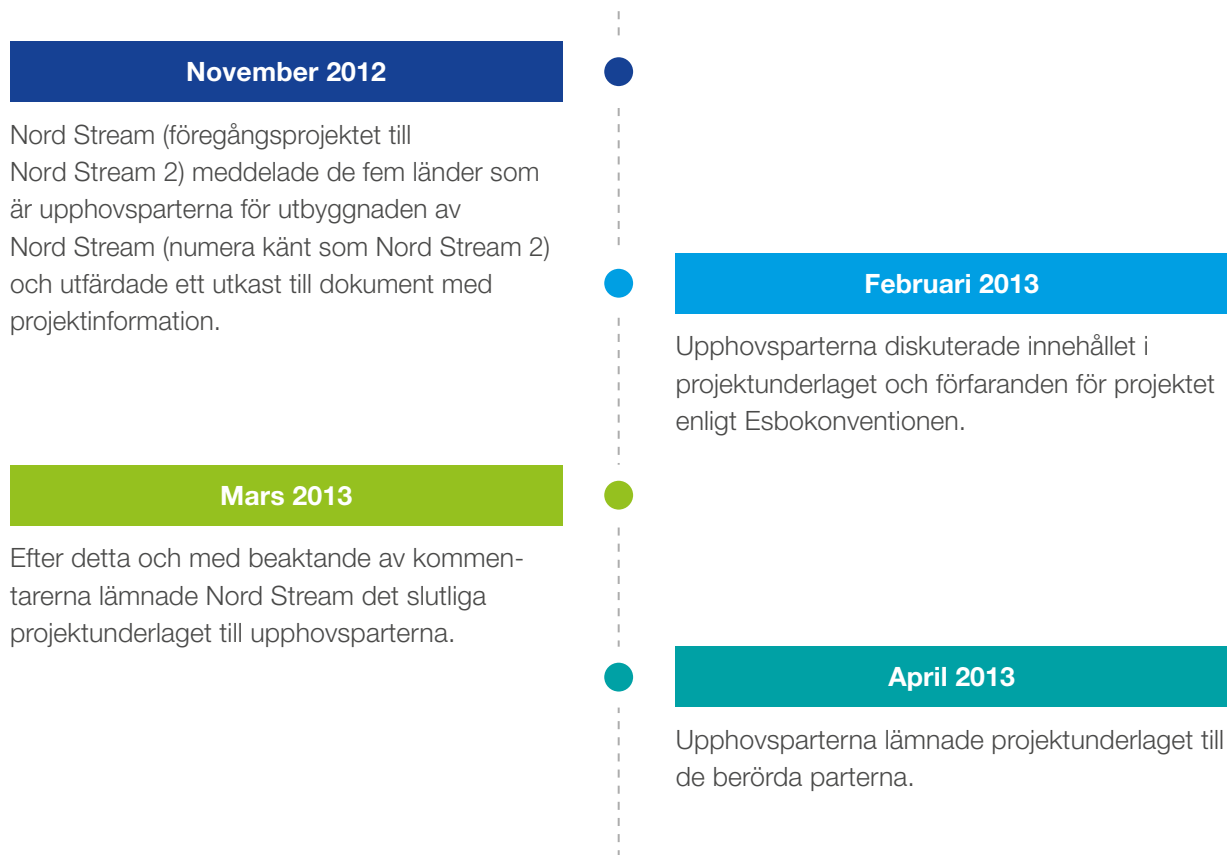 November 2012
Nord Stream (föregångsprojektet till
Nord Stream 2) meddelade de fem länder som
är upphovsparterna för utbyggnaden av
Nord Stream (numera känt som Nord Stream 2)
och utfärdade ett utkast till dokument med
projektinformation.
Februari 2013
Upphovsparterna diskuterade innehållet i
projektunderlaget och förfaranden för projektet
enligt Esbokonventionen.
Mars 2013
Efter detta och med beaktande av kommen-
tarerna lämnade Nord Stream det slutliga
projektunderlaget till upphovsparterna.
April 2013
Upphovsparterna lämnade projektunderlaget till
de berörda parterna.